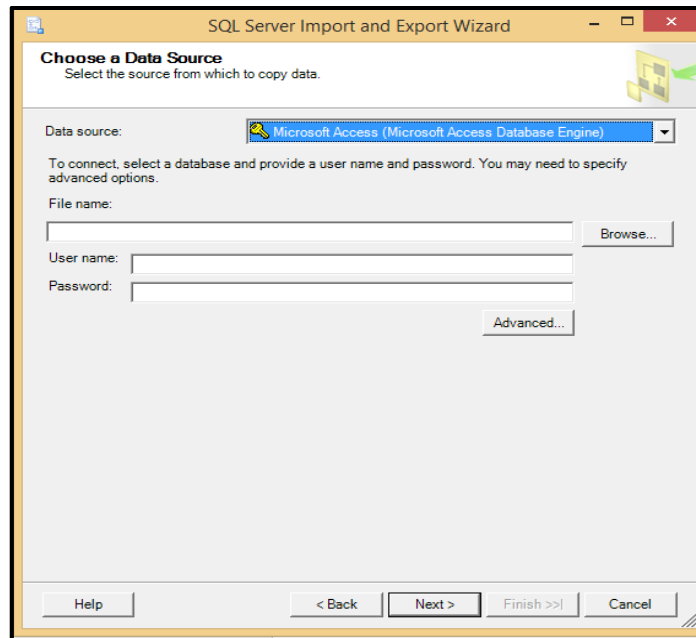 SQL Server Import and Export Wizard
Choose a Data Source
Select the source from which to copy data.
Data source:
Microsoft Access (Microsoft Access Database Engine)
To connect, select a database and provide a user name and password. You may need to specify
advanced options.
File name:
Browse...
User name:
Password:
Advanced...
Help
< Back
Next >
Finish >>|
Cancel